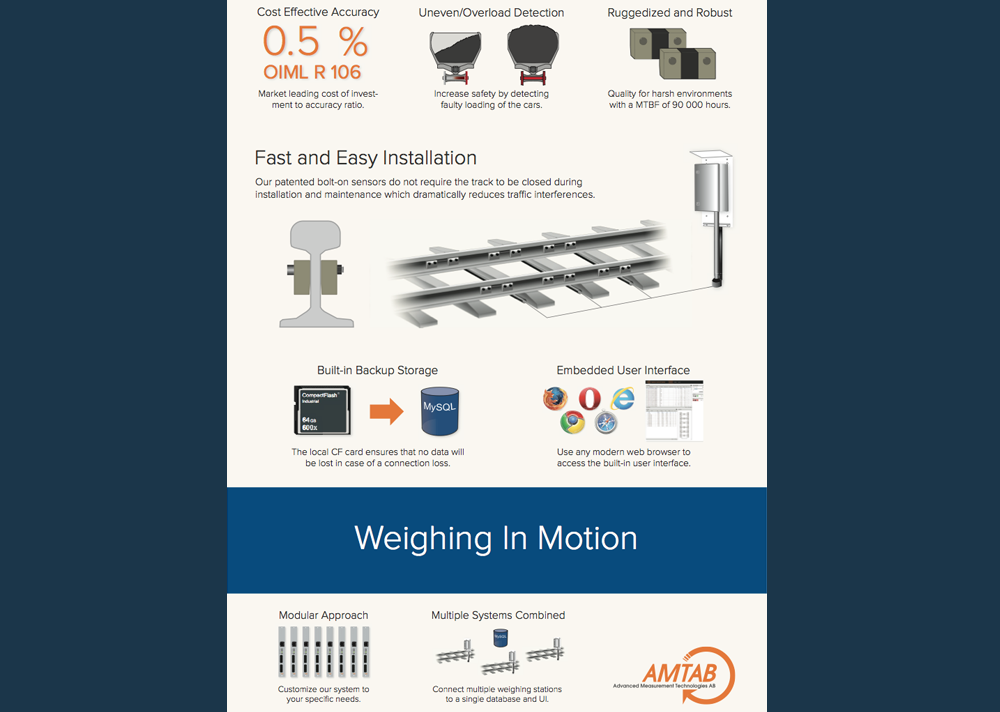 Cost Effective Accuracy
0.5 %
OIML R 106
Market leading cost of invest-
ment to accuracy ratio.
Uneven/Overload Detection
Increase safety by detecting
faulty loading of the cars.
Ruggedized and Robust
Quality for harsh environments
with a MTBF of 90 000 hours.
Fast and Easy Installation
Our patented bolt-on sensors do not require the track to be closed during
installation and maintenance which dramatically reduces traffic interferences.
Built-in Backup Storage
CompactFlash
Industrial
64 GB
600x
MySQL
The local CF card ensures that no data will
be lost in case of a connection loss.
Embedded User Interface
Use any modern web browser to
access the built-in user interface.
Weighing In Motion
Modular Approach
Customize our system to
your specific needs.
Multiple Systems Combined
MySQL
Connect multiple weighing stations
to a single database and UI.
AMTAB
Advanced Measurement Technologies AB